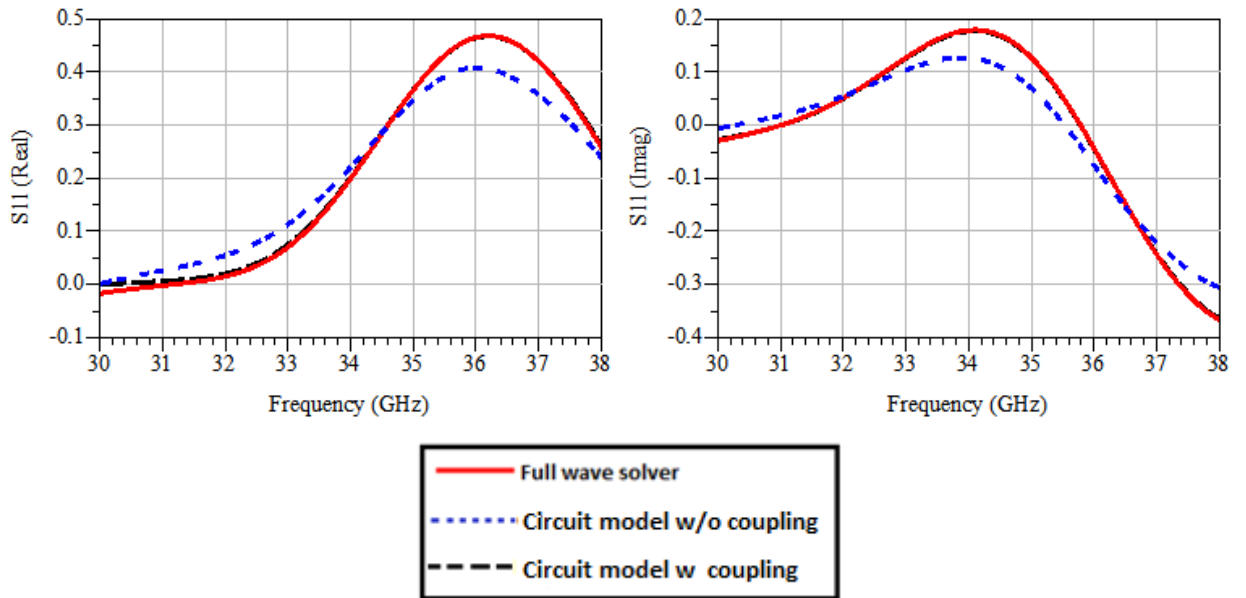 0.5
0.4
0.3
0.2
0.1
0.0
-0.1
S11 (Real)
30 31 32 33 34 35 36 37 38
Frequency (GHz)
0.2
0.1
0.0
-0.1
-0.2
-0.3
-0.4
S11 (Imag)
30 31 32 33 34 35 36 37 38
Frequency (GHz)
Full wave solver
Circuit model w/o coupling
Circuit model w coupling